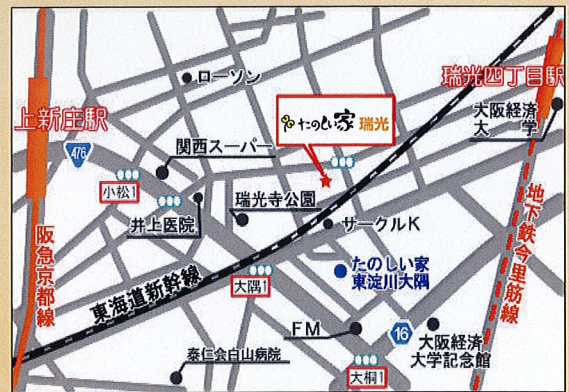 ローソン
瑞光四丁目駅
上新庄駅
たのしい家 瑞光
大阪経済
大 学
476
関西スーパー
小松1
瑞光寺公園
井上医院
サークルK
地下鉄今里筋線
阪急京都線
東海道新幹線
たのしい家
東淀川大隅
大隅1
FM
16
大阪経済
大学記念館
泰仁会白山病院
大桐1